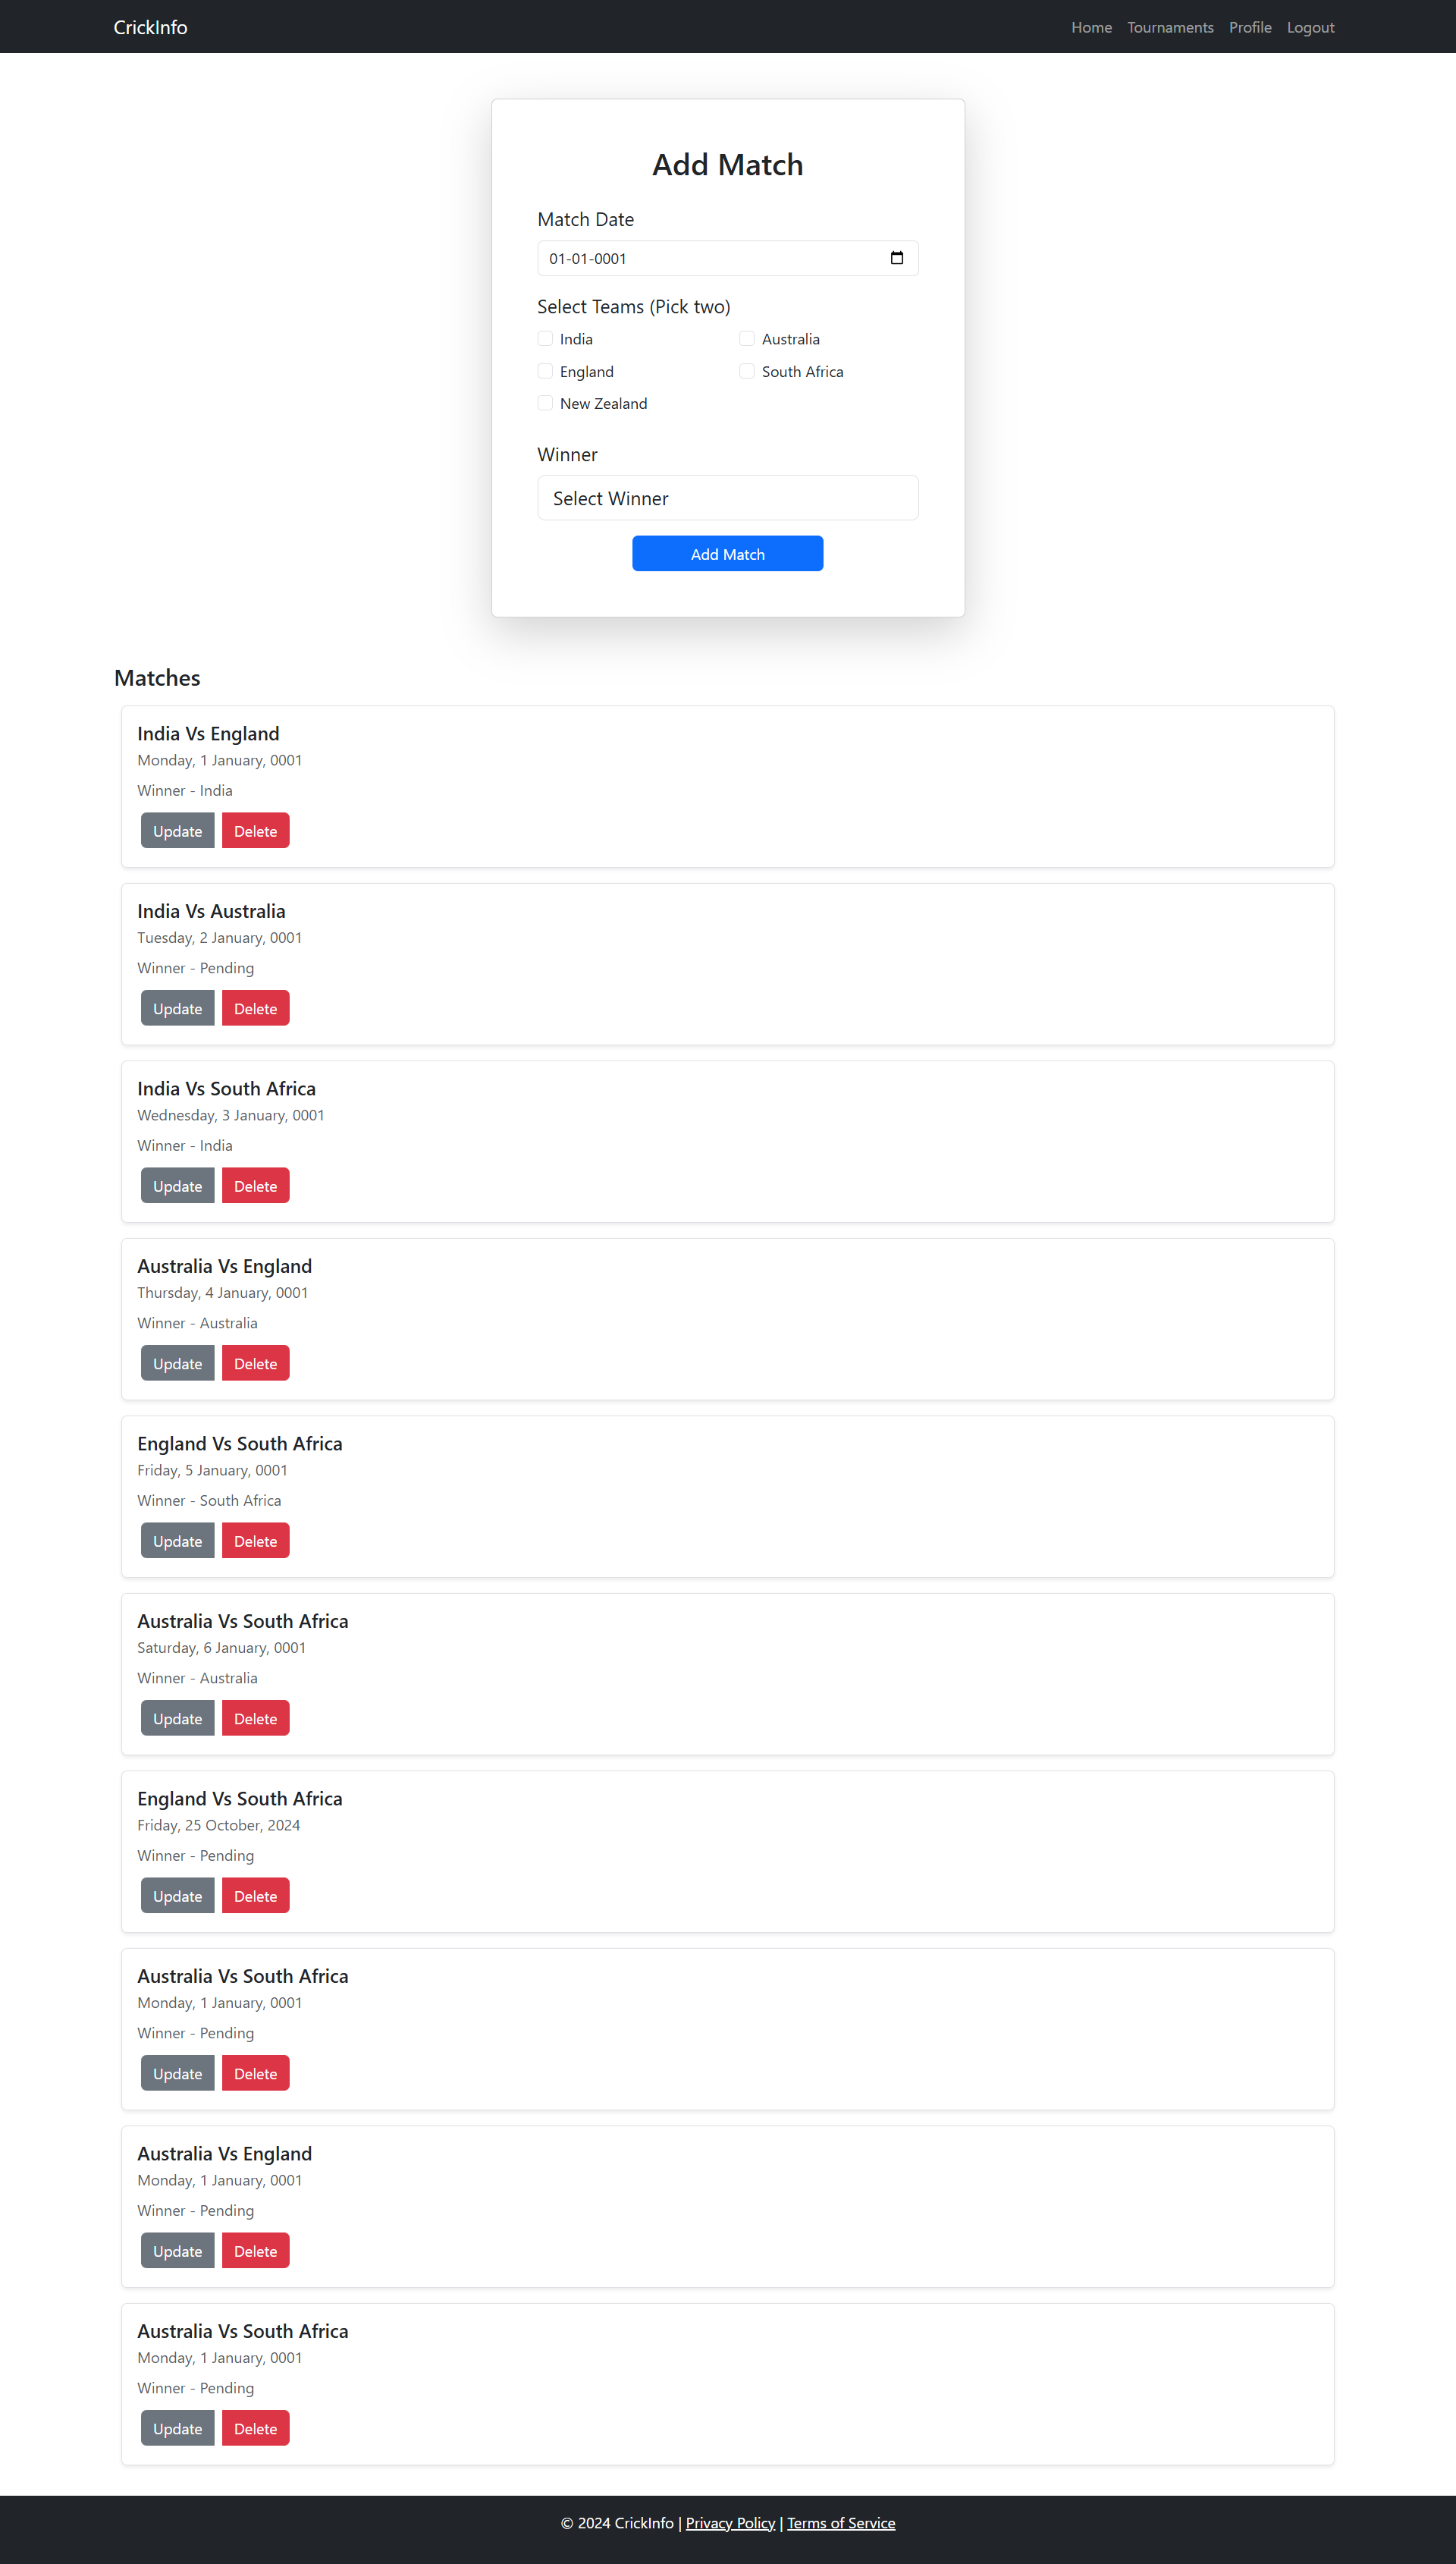 CrickInfo
Home Tournaments Profile Logout
Add Match
Match Date
01-01-0001
Select Teams (Pick two)
India Australia
England South Africa
New Zealand
Winner
Select Winner
Add Match
Matches
India Vs England
Monday, 1 January, 0001
Winner - India
Update Delete
India Vs Australia
Tuesday, 2 January, 0001
Winner - Pending
Update Delete
India Vs South Africa
Wednesday, 3 January, 0001
Winner - India
Update Delete
Australia Vs England
Thursday, 4 January, 0001
Winner - Australia
Update Delete
England Vs South Africa
Friday, 5 January, 0001
Winner - South Africa
Update Delete
Australia Vs South Africa
Saturday, 6 January, 0001
Winner - Australia
Update Delete
England Vs South Africa
Friday, 25 October, 2024
Winner - Pending
Update Delete
Australia Vs South Africa
Monday, 1 January, 0001
Winner - Pending
Update Delete
Australia Vs England
Monday, 1 January, 0001
Winner - Pending
Update Delete
Australia Vs South Africa
Monday, 1 January, 0001
Winner - Pending
Update Delete
© 2024 CrickInfo | Privacy Policy | Terms of Service